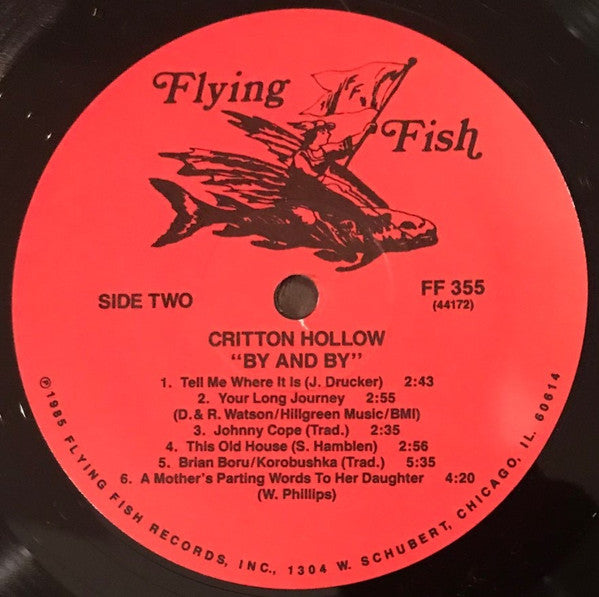 Flying
Fish
SIDE TWO
FF 355
(44172)
CRITTON HOLLOW
"BY AND BY"
1. Tell Me Where It Is (J. Drucker) 2:43
2. Your Long Journey 2:55
(D. & R. Watson/Hillgreen Music/BMI)
3. Johnny Cope (Trad.) 2:35
4. This Old House (S. Hamblen) 2:56
5. Brian Boru/Korobushka (Trad.) 5:35
6. A Mother's Parting Words To Her Daughter 4:20
(W. Phillips)
℗ 1985 FLYING FISH RECORDS, INC., 1304 W. SCHUBERT, CHICAGO, IL. 60614